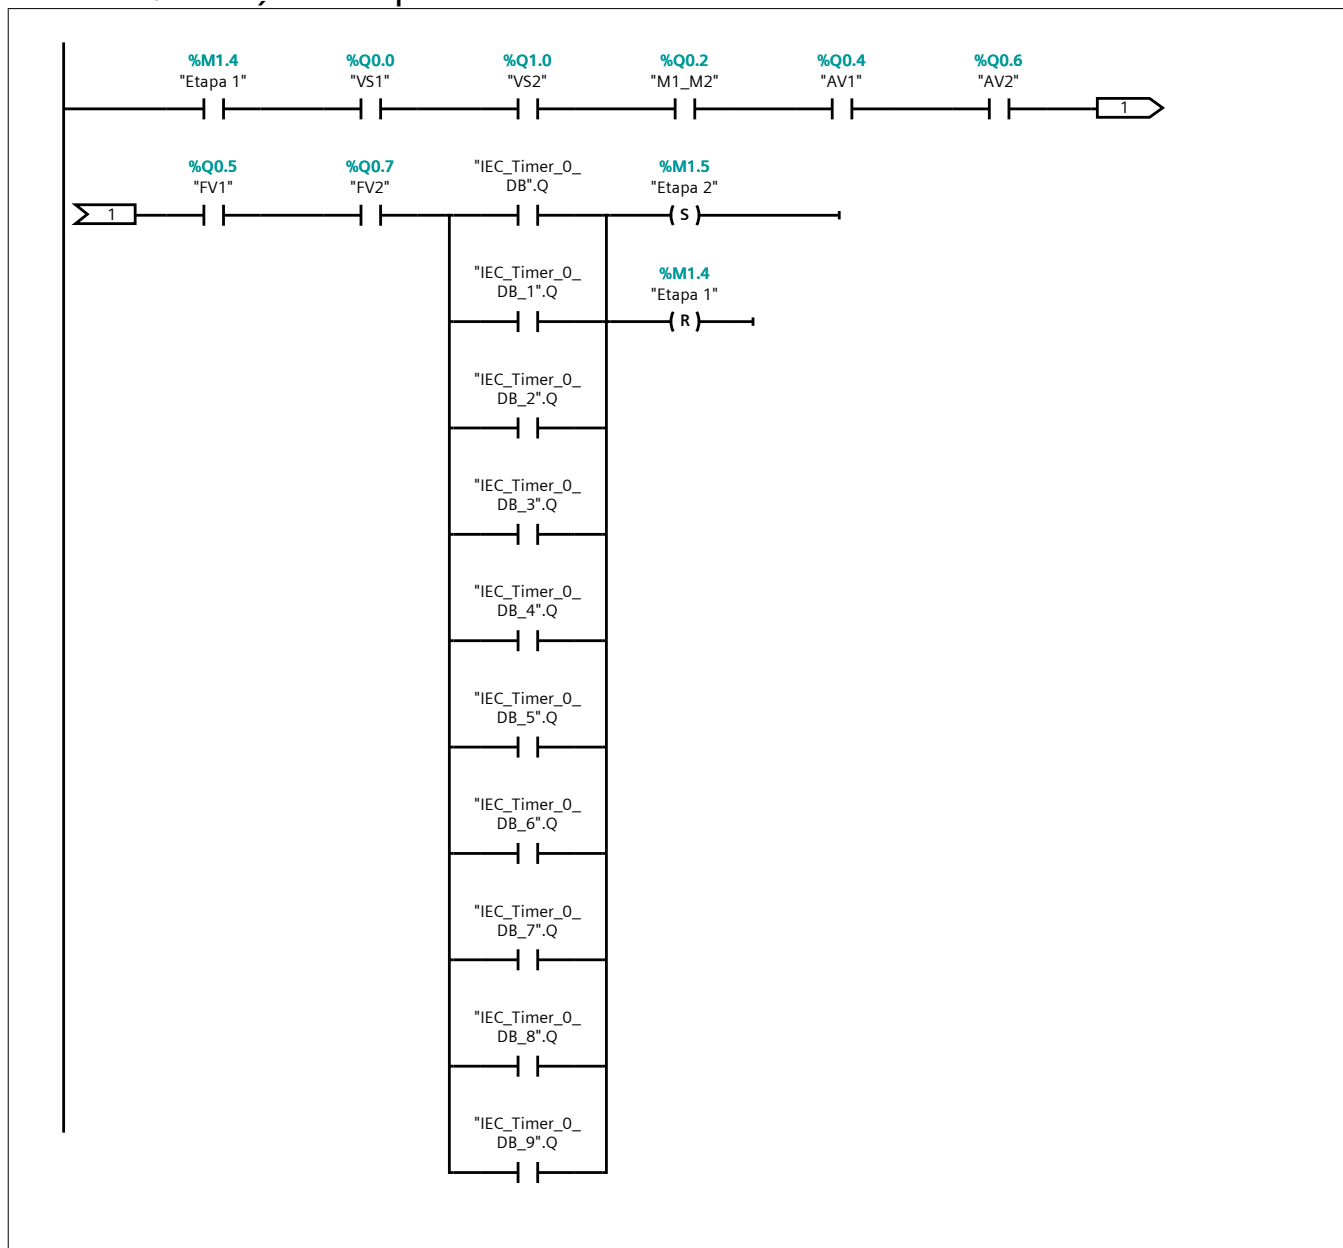 %M1.4 %Q0.0 %Q1.0 %Q0.2 %Q0.4 %Q0.6
"Etapa 1" "VS1" "VS2" "M1_M2" "AV1" "AV2"
1
%Q0.5 %Q0.7 "IEC_Timer_0_ %M1.5
"FV1" "FV2" DB".Q "Etapa 2"
1 S
"IEC_Timer_0_ %M1.4
DB_1".Q "Etapa 1"
R
"IEC_Timer_0_
DB_2".Q
"IEC_Timer_0_
DB_3".Q
"IEC_Timer_0_
DB_4".Q
"IEC_Timer_0_
DB_5".Q
"IEC_Timer_0_
DB_6".Q
"IEC_Timer_0_
DB_7".Q
"IEC_Timer_0_
DB_8".Q
"IEC_Timer_0_
DB_9".Q